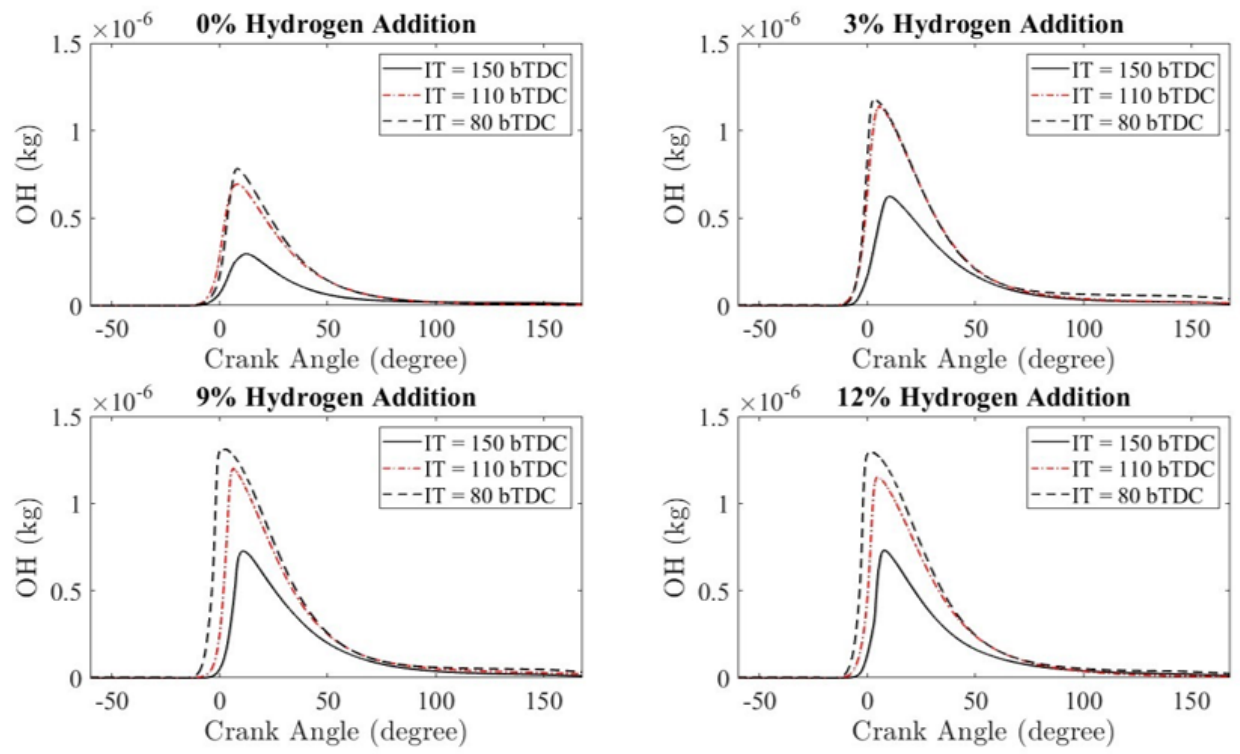 0% Hydrogen Addition
×10^-6
1.5
1
0.5
0
OH (kg)
-50 0 50 100 150
Crank Angle (degree)
IT = 150 bTDC
IT = 110 bTDC
IT = 80 bTDC
3% Hydrogen Addition
×10^-6
1.5
1
0.5
0
OH (kg)
-50 0 50 100 150
Crank Angle (degree)
IT = 150 bTDC
IT = 110 bTDC
IT = 80 bTDC
9% Hydrogen Addition
×10^-6
1.5
1
0.5
0
OH (kg)
-50 0 50 100 150
Crank Angle (degree)
IT = 150 bTDC
IT = 110 bTDC
IT = 80 bTDC
12% Hydrogen Addition
×10^-6
1.5
1
0.5
0
OH (kg)
-50 0 50 100 150
Crank Angle (degree)
IT = 150 bTDC
IT = 110 bTDC
IT = 80 bTDC